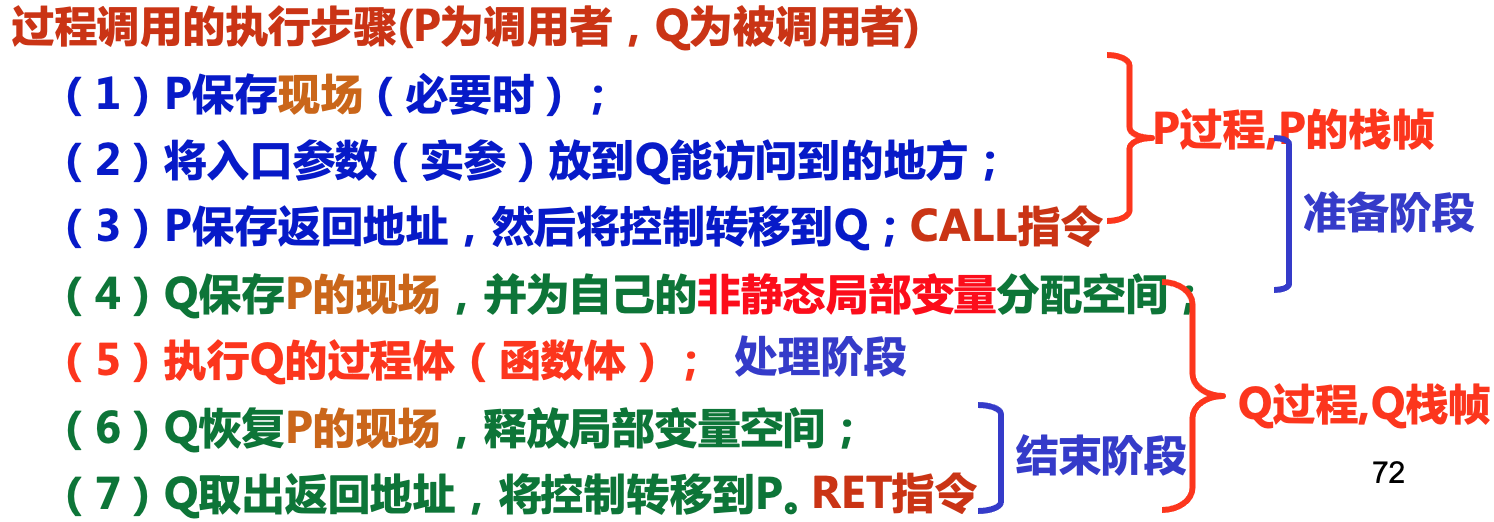 过程调用的执行步骤(P为调用者，Q为被调用者)
（1）P保存现场（必要时）；
P过程,P的栈帧
（2）将入口参数（实参）放到Q能访问到的地方；
（3）P保存返回地址，然后将控制转移到Q；CALL指令
准备阶段
（4）Q保存P的现场，并为自己的非静态局部变量分配空间；
（5）执行Q的过程体（函数体）； 处理阶段
（6）Q恢复P的现场，释放局部变量空间；
Q过程,Q栈帧
结束阶段
（7）Q取出返回地址，将控制转移到P。RET指令
72